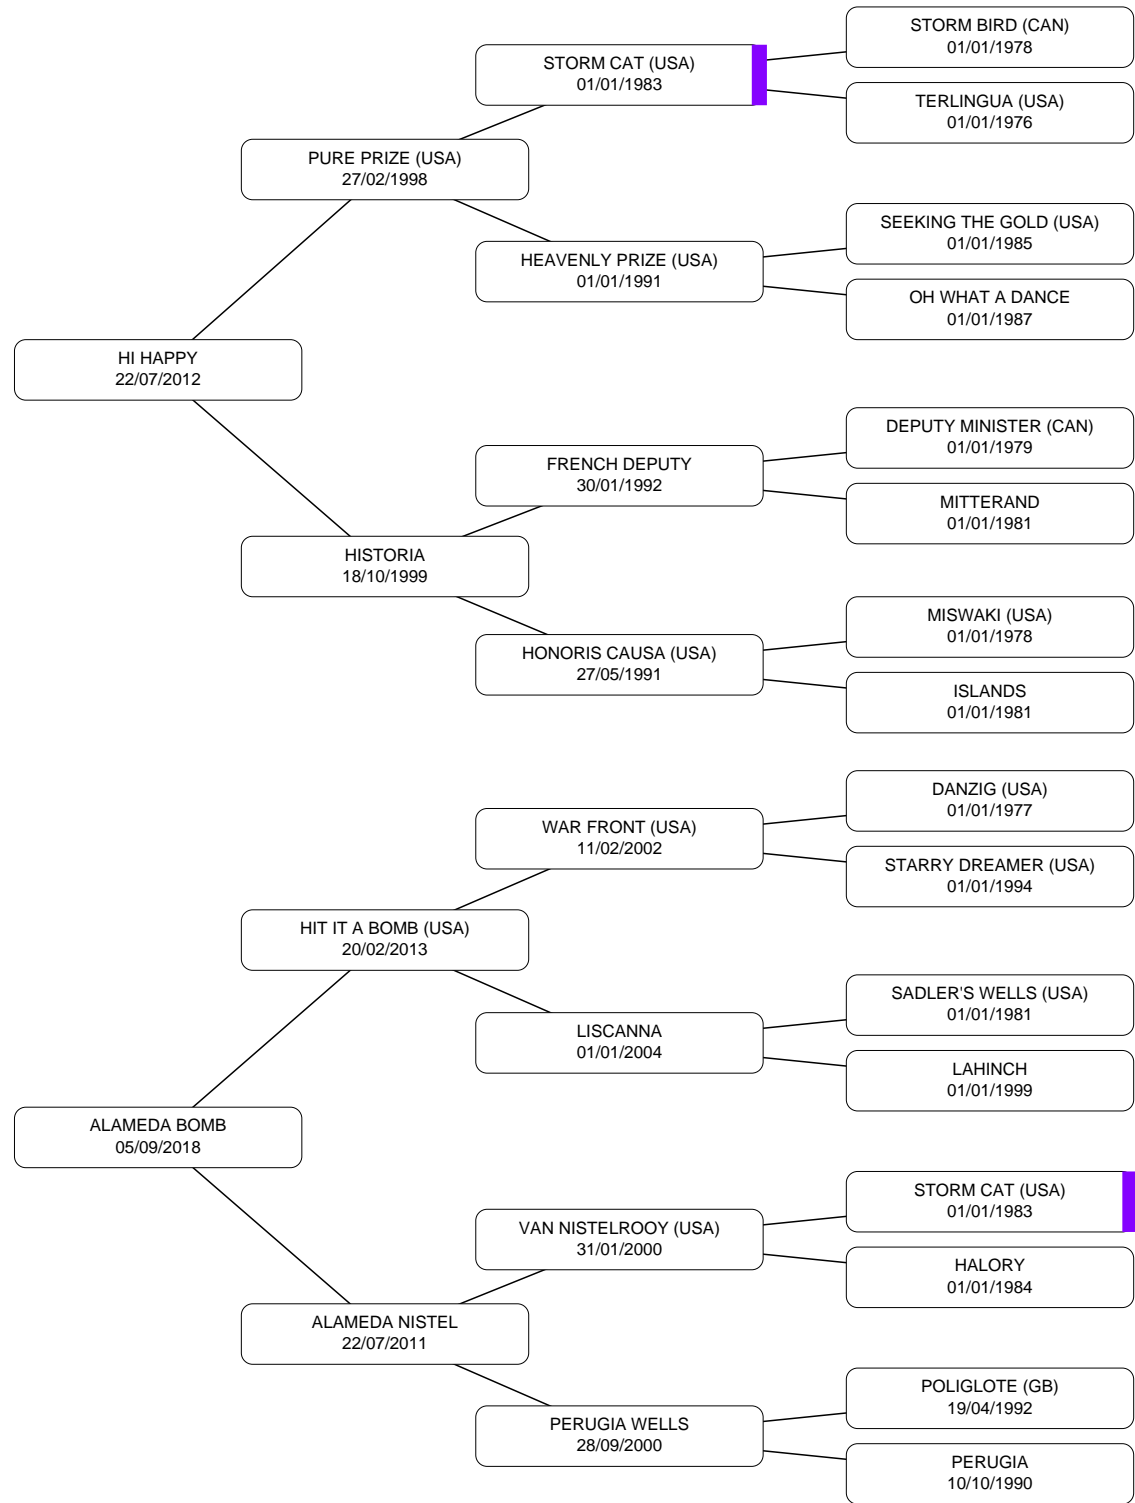 STORM BIRD (CAN)
01/01/1978
STORM CAT (USA)
01/01/1983
TERLINGUA (USA)
01/01/1976
PURE PRIZE (USA)
27/02/1998
SEEKING THE GOLD (USA)
01/01/1985
HEAVENLY PRIZE (USA)
01/01/1991
OH WHAT A DANCE
01/01/1987
HI HAPPY
22/07/2012
DEPUTY MINISTER (CAN)
01/01/1979
FRENCH DEPUTY
30/01/1992
MITTERAND
01/01/1981
HISTORIA
18/10/1999
MISWAKI (USA)
01/01/1978
HONORIS CAUSA (USA)
27/05/1991
ISLANDS
01/01/1981
DANZIG (USA)
01/01/1977
WAR FRONT (USA)
11/02/2002
STARRY DREAMER (USA)
01/01/1994
HIT IT A BOMB (USA)
20/02/2013
SADLER'S WELLS (USA)
01/01/1981
LISCANNA
01/01/2004
LAHINCH
01/01/1999
ALAMEDA BOMB
05/09/2018
STORM CAT (USA)
01/01/1983
VAN NISTELROOY (USA)
31/01/2000
HALORY
01/01/1984
ALAMEDA NISTEL
22/07/2011
POLIGLOTE (GB)
19/04/1992
PERUGIA WELLS
28/09/2000
PERUGIA
10/10/1990